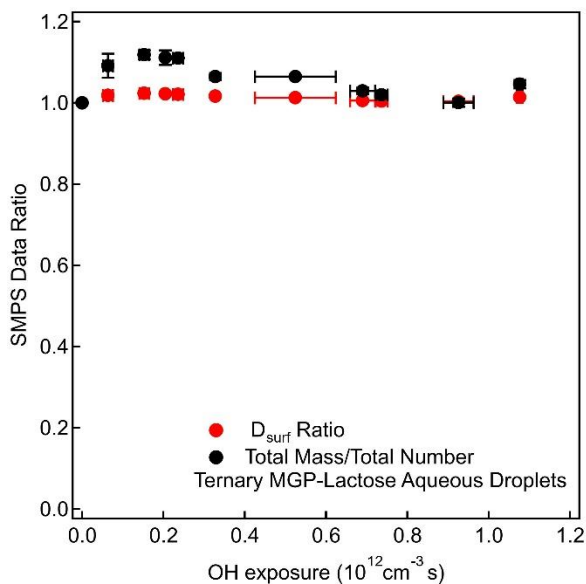 1.2
1.0
0.8
0.6
0.4
0.2
0.0
SMPS Data Ratio
D_surf Ratio
Total Mass/Total Number
Ternary MGP-Lactose Aqueous Droplets
0.0 0.2 0.4 0.6 0.8 1.0 1.2
OH exposure (10¹²cm⁻³ s)